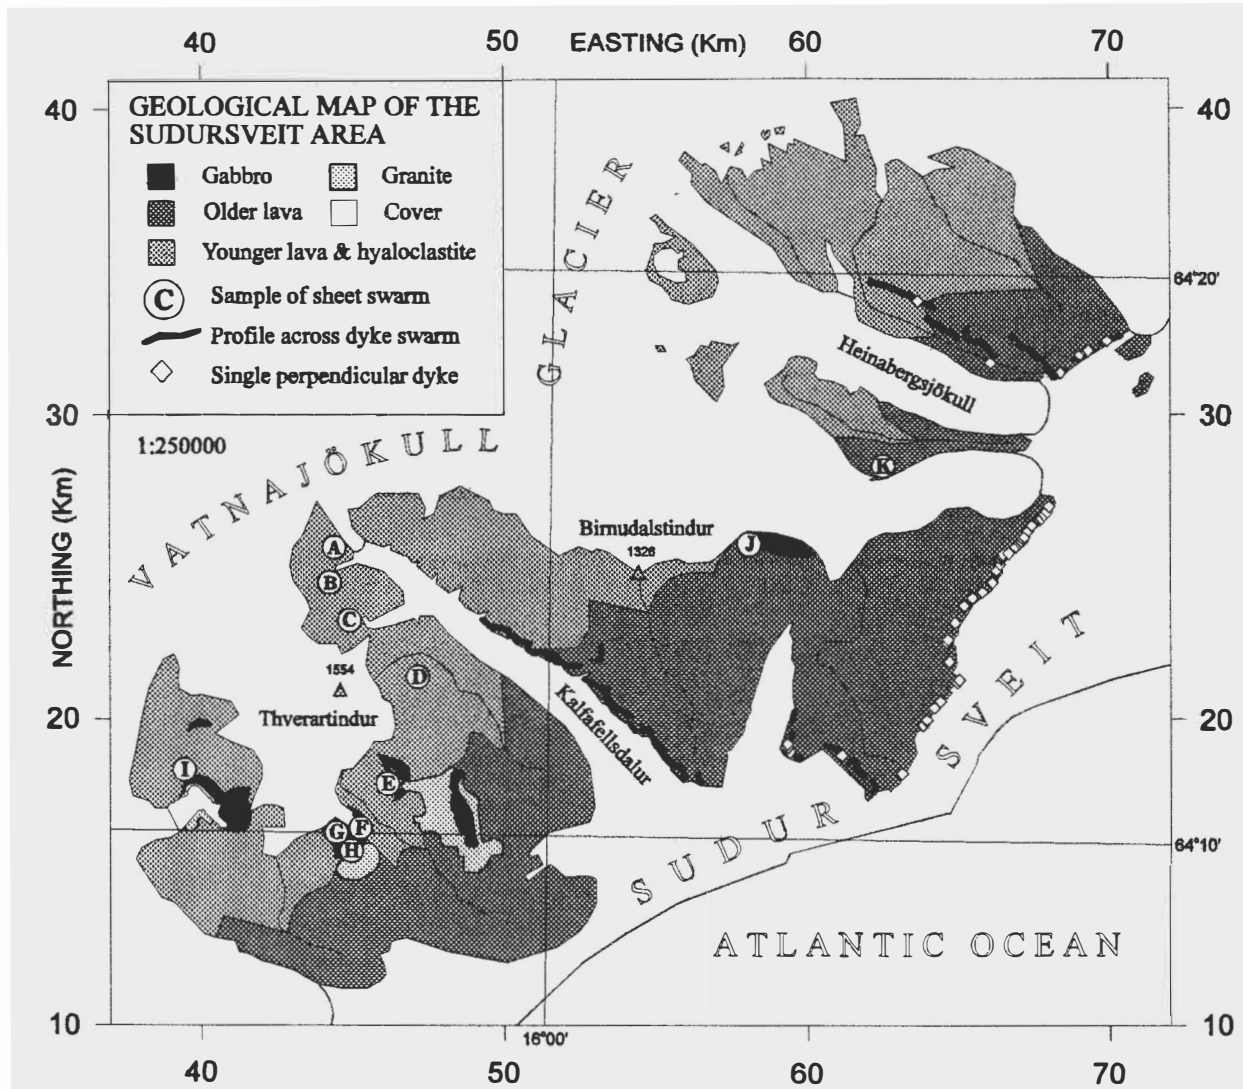 40 50 EASTING (Km) 60 70
40 40
GEOLOGICAL MAP OF THE
SUDURSVEIT AREA
Gabbro Granite
Older lava Cover
Younger lava & hyaloclastite
C Sample of sheet swarm
Profile across dyke swarm
Single perpendicular dyke
GLACIER
64°20'
Heinabergsjökull
30 30
1:250000
VATNAJÖKULL
NORTHING (Km)
K
Birnudalstindur
1326
J
A
B
C
D
1554
Thverartindur
Kalfafellsdalur
20 20
I
E
F
G
H
64°10'
SUDUR SVEIT
ATLANTIC OCEAN
10 10
16°00'
40 50 60 70